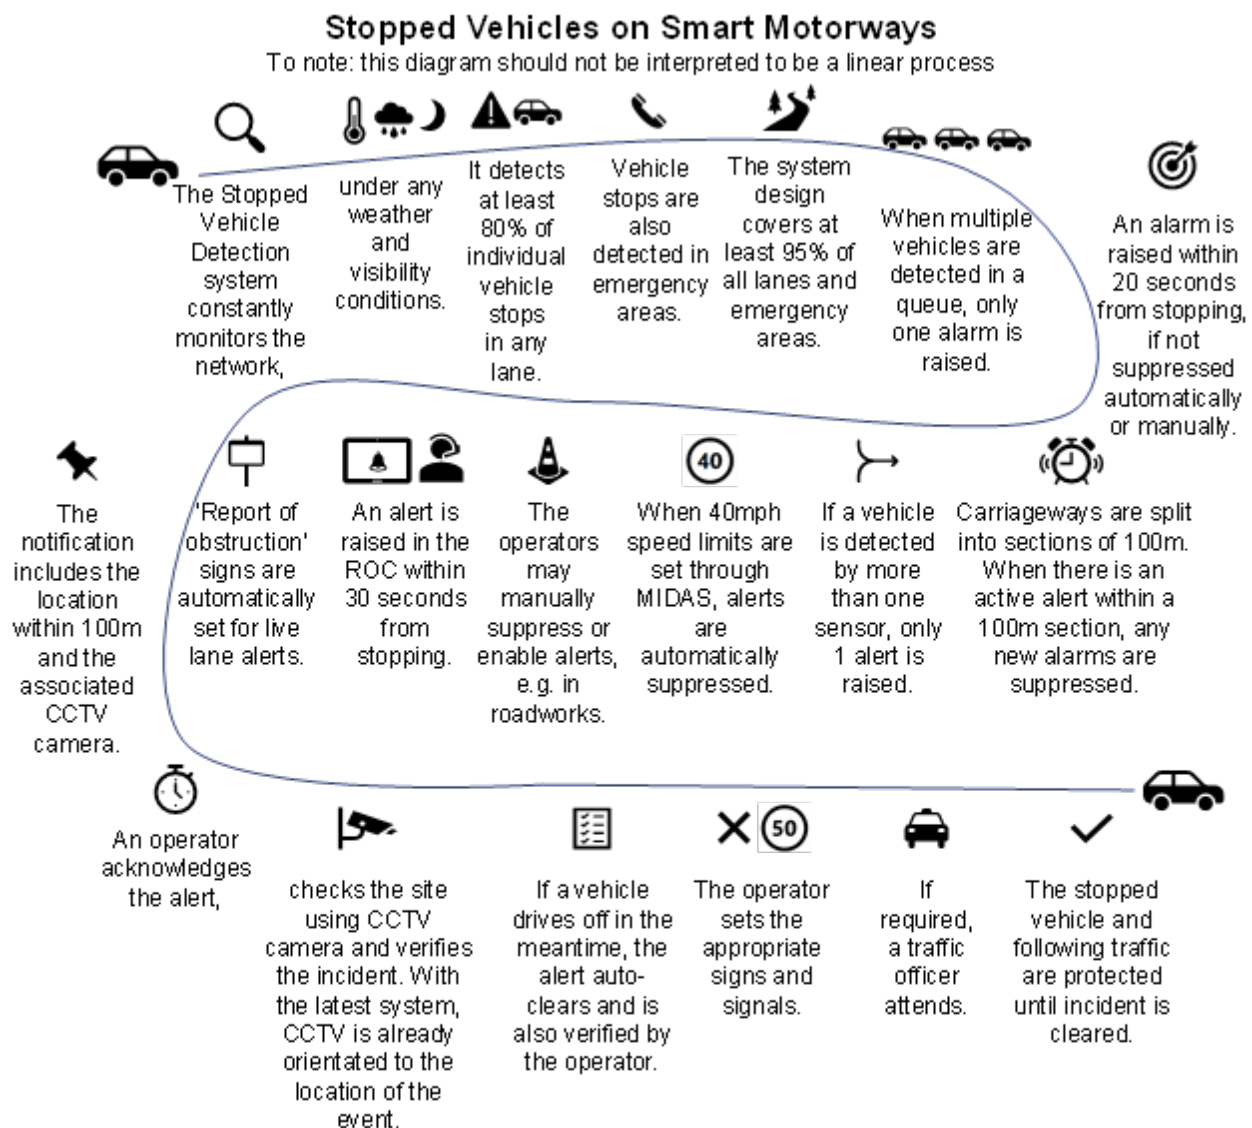 Stopped Vehicles on Smart Motorways
To note: this diagram should not be interpreted to be a linear process
The Stopped
Vehicle
Detection
system
constantly
monitors the
network,
under any
weather
and
visibility
conditions.
It detects
at least
80% of
individual
vehicle
stops
in any
lane.
Vehicle
stops are
also
detected in
emergency
areas.
The system
design
covers at
least 95% of
all lanes and
emergency
areas.
When multiple
vehicles are
detected in a
queue, only
one alarm is
raised.
An alarm is
raised within
20 seconds
from stopping,
if not
suppressed
automatically
or manually.
40
Carriageways are split
into sections of 100m.
When there is an
active alert within a
100m section, any
new alarms are
suppressed.
If a vehicle
is detected
by more
than one
sensor, only
1 alert is
raised.
When 40mph
speed limits are
set through
MIDAS, alerts
are
automatically
suppressed.
The
operators
may
manually
suppress or
enable alerts,
e.g. in
roadworks.
An alert is
raised in the
ROC within
30 seconds
from
stopping.
'Report of
obstruction'
signs are
automatically
set for live
lane alerts.
The
notification
includes the
location
within 100m
and the
associated
CCTV
camera.
An operator
acknowledges
the alert,
checks the site
using CCTV
camera and verifies
the incident. With
the latest system,
CCTV is already
orientated to the
location of the
event.
If a vehicle
drives off in the
meantime, the
alert auto-
clears and is
also verified by
the operator.
50
The operator
sets the
appropriate
signs and
signals.
If
required,
a traffic
officer
attends.
The stopped
vehicle and
following traffic
are protected
until incident is
cleared.